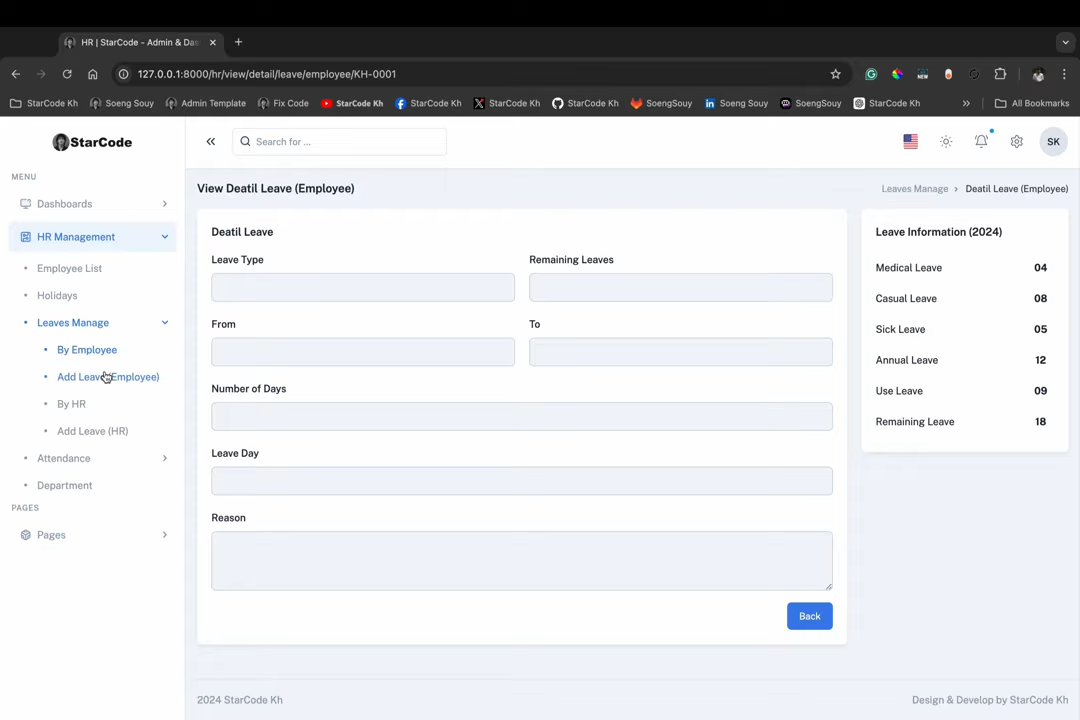 HR | StarCode - Admin & Das
127.0.0.1:8000/hr/view/detail/leave/employee/KH-0001
StarCode Kh
Soeng Souy
Admin Template
Fix Code
StarCode Kh
StarCode Kh
StarCode Kh
StarCode Kh
SoengSouy
Soeng Souy
SoengSouy
StarCode Kh
All Bookmarks
StarCode
Search for ...
SK
MENU
Dashboards
HR Management
Employee List
Holidays
Leaves Manage
By Employee
Add Leave (Employee)
By HR
Add Leave (HR)
Attendance
Department
PAGES
Pages
View Deatil Leave (Employee)
Leaves Manage
Deatil Leave (Employee)
Deatil Leave
Leave Type
Remaining Leaves
From
To
Number of Days
Leave Day
Reason
Back
Leave Information (2024)
Medical Leave 04
Casual Leave 08
Sick Leave 05
Annual Leave 12
Use Leave 09
Remaining Leave 18
2024 StarCode Kh
Design & Develop by StarCode Kh